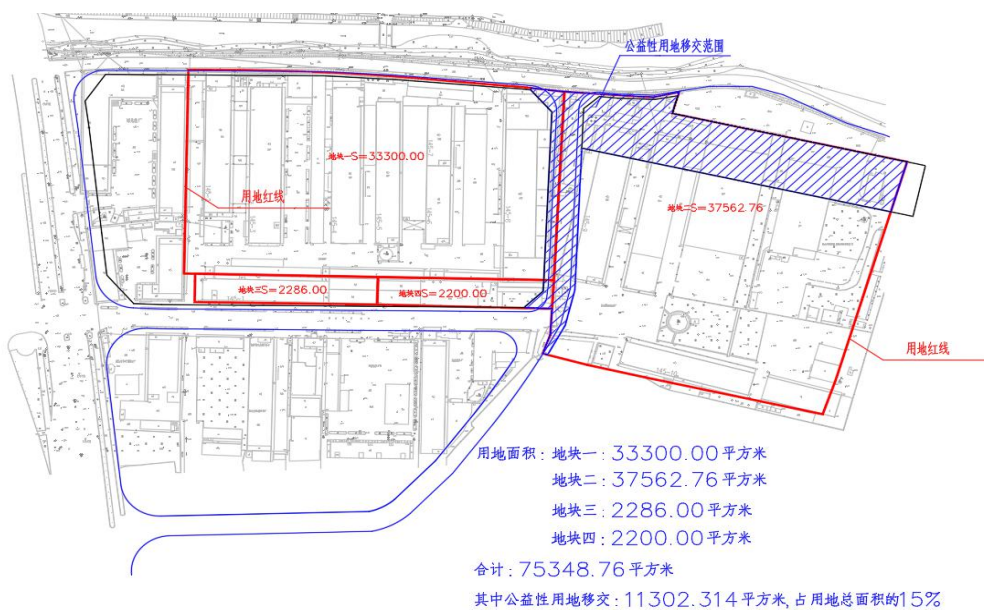 公益性用地移交范围
地块一S=33300.00
用地红线
地块二S=37562.76
地块三S=2286.00
地块四S=2200.00
用地红线
用地面积：地块一：33300.00平方米
地块二：37562.76平方米
地块三：2286.00平方米
地块四：2200.00平方米
合计：75348.76平方米
其中公益性用地移交：11302.314平方米, 占用地总面积的15%